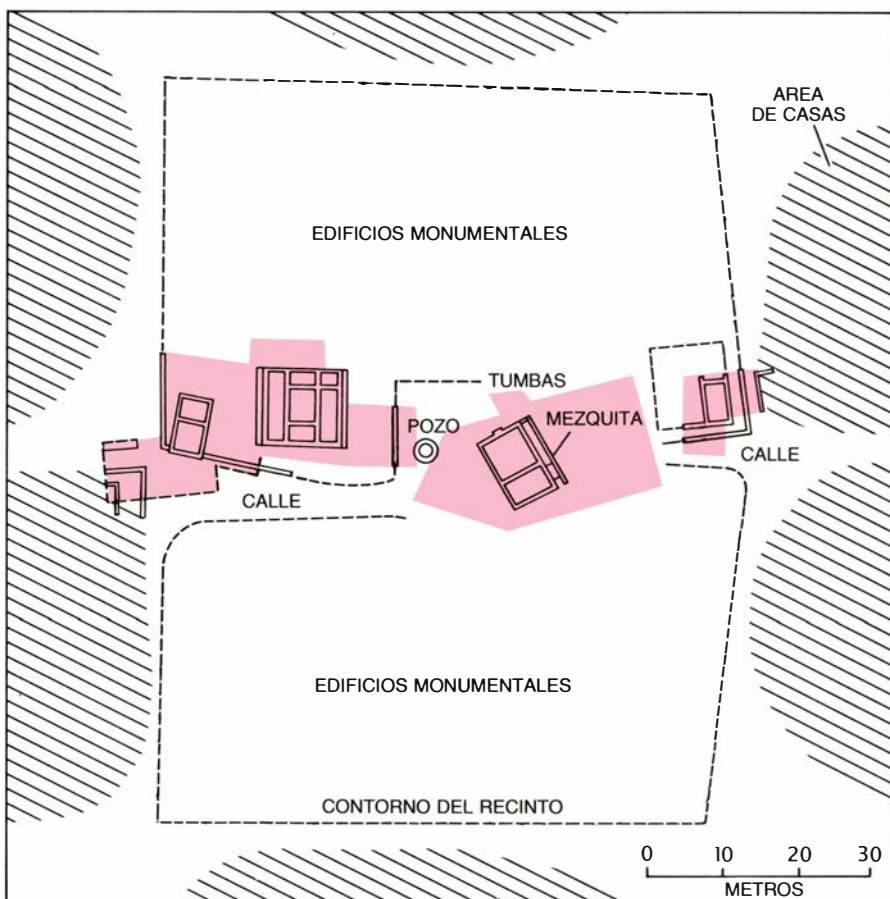 AREA
DE CASAS
EDIFICIOS MONUMENTALES
TUMBAS
POZO
MEZQUITA
CALLE
CALLE
EDIFICIOS MONUMENTALES
CONTORNO DEL RECINTO
0 10 20 30
METROS